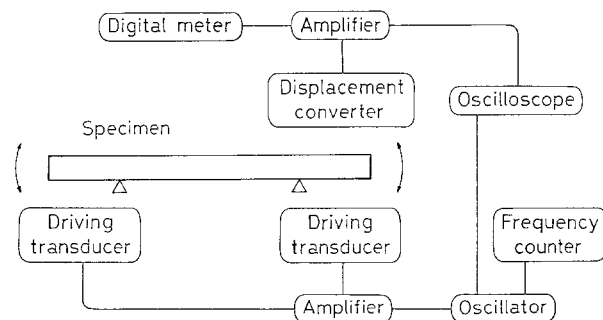 Digital meter
Amplifier
Displacement
converter
Oscilloscope
Specimen
Driving
transducer
Driving
transducer
Frequency
counter
Amplifier
Oscillator